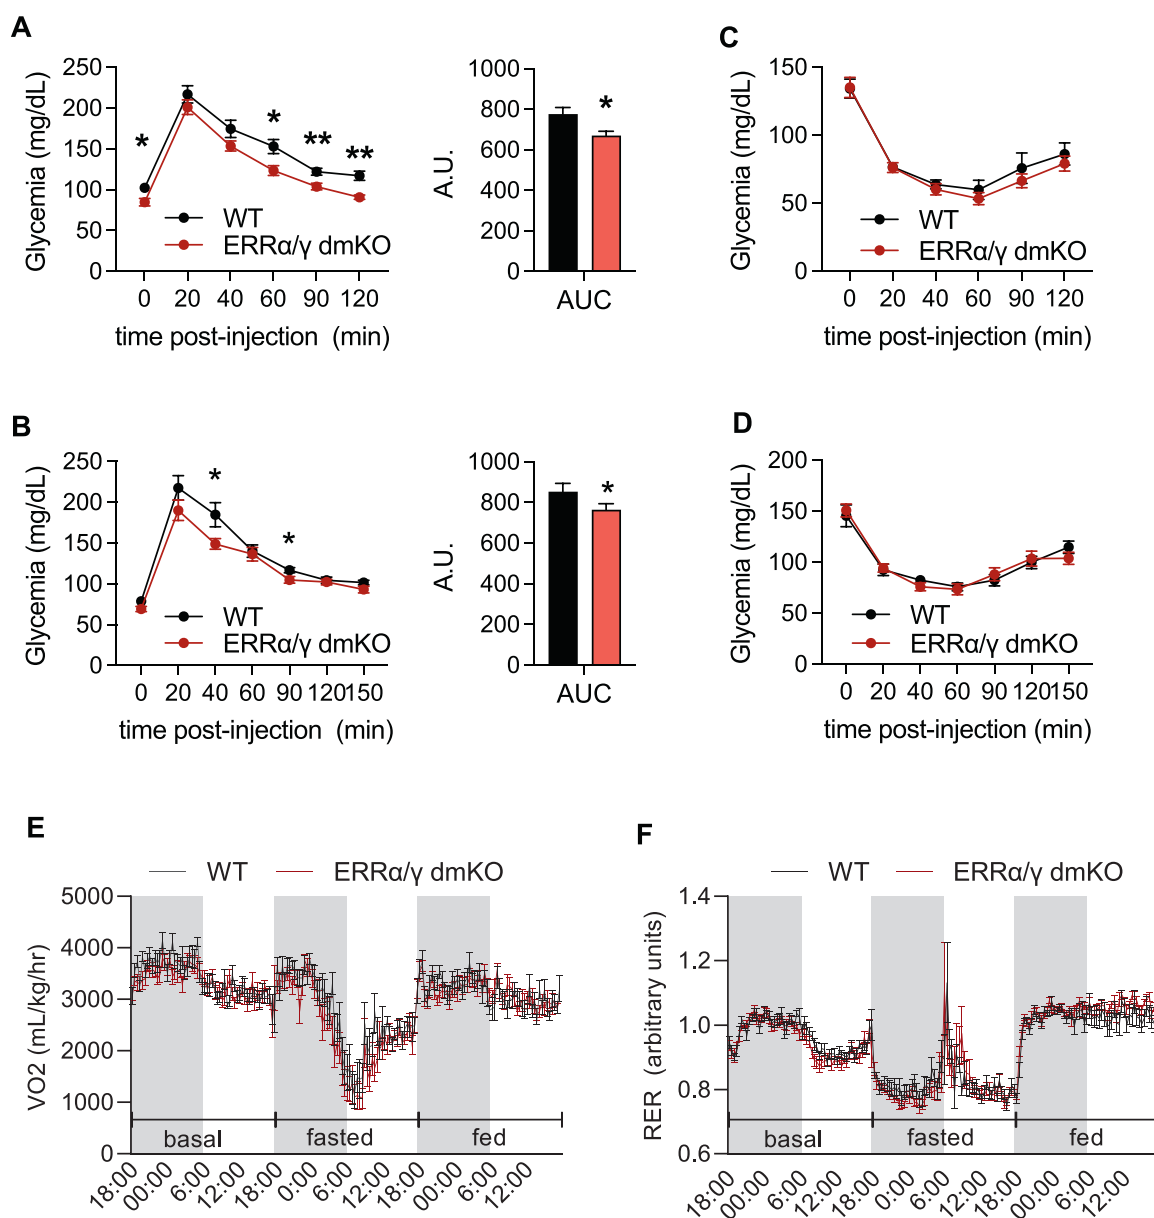 A
Glycemia (mg/dL)
250
200
150
100
50
0
*
*
**
**
WT
ERRα/γ dmKO
0 20 40 60 90 120
time post-injection (min)
A.U.
1000
800
600
400
200
0
*
AUC
C
Glycemia (mg/dL)
150
100
50
0
WT
ERRα/γ dmKO
0 20 40 60 90 120
time post-injection (min)
B
Glycemia (mg/dL)
250
200
150
100
50
0
*
*
WT
ERRα/γ dmKO
0 20 40 60 90 120 150
time post-injection (min)
A.U.
1000
800
600
400
200
0
*
AUC
D
Glycemia (mg/dL)
200
150
100
50
0
WT
ERRα/γ dmKO
0 20 40 60 90 120 150
time post-injection (min)
E
WT ERRα/γ dmKO
VO2 (mL/kg/hr)
5000
4000
3000
2000
1000
0
basal fasted fed
18:00 00:00 6:00 12:00 18:00 0:00 6:00 12:00 18:00 00:00 6:00 12:00
F
WT ERRα/γ dmKO
RER (arbitrary units)
1.4
1.2
1.0
0.8
0.6
basal fasted fed
18:00 00:00 6:00 12:00 18:00 0:00 6:00 12:00 18:00 00:00 6:00 12:00